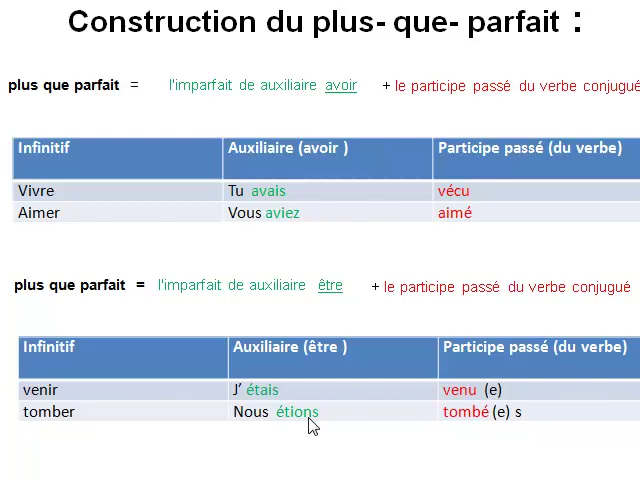 Construction du plus- que- parfait :
plus que parfait = l'imparfait de auxiliaire avoir + le participe passé du verbe conjugué
Infinitif Auxiliaire (avoir ) Participe passé (du verbe)
Vivre Tu avais vécu
Aimer Vous aviez aimé
plus que parfait = l'imparfait de auxiliaire être + le participe passé du verbe conjugué
Infinitif Auxiliaire (être ) Participe passé (du verbe)
venir J' étais venu (e)
tomber Nous étions tombé (e) s